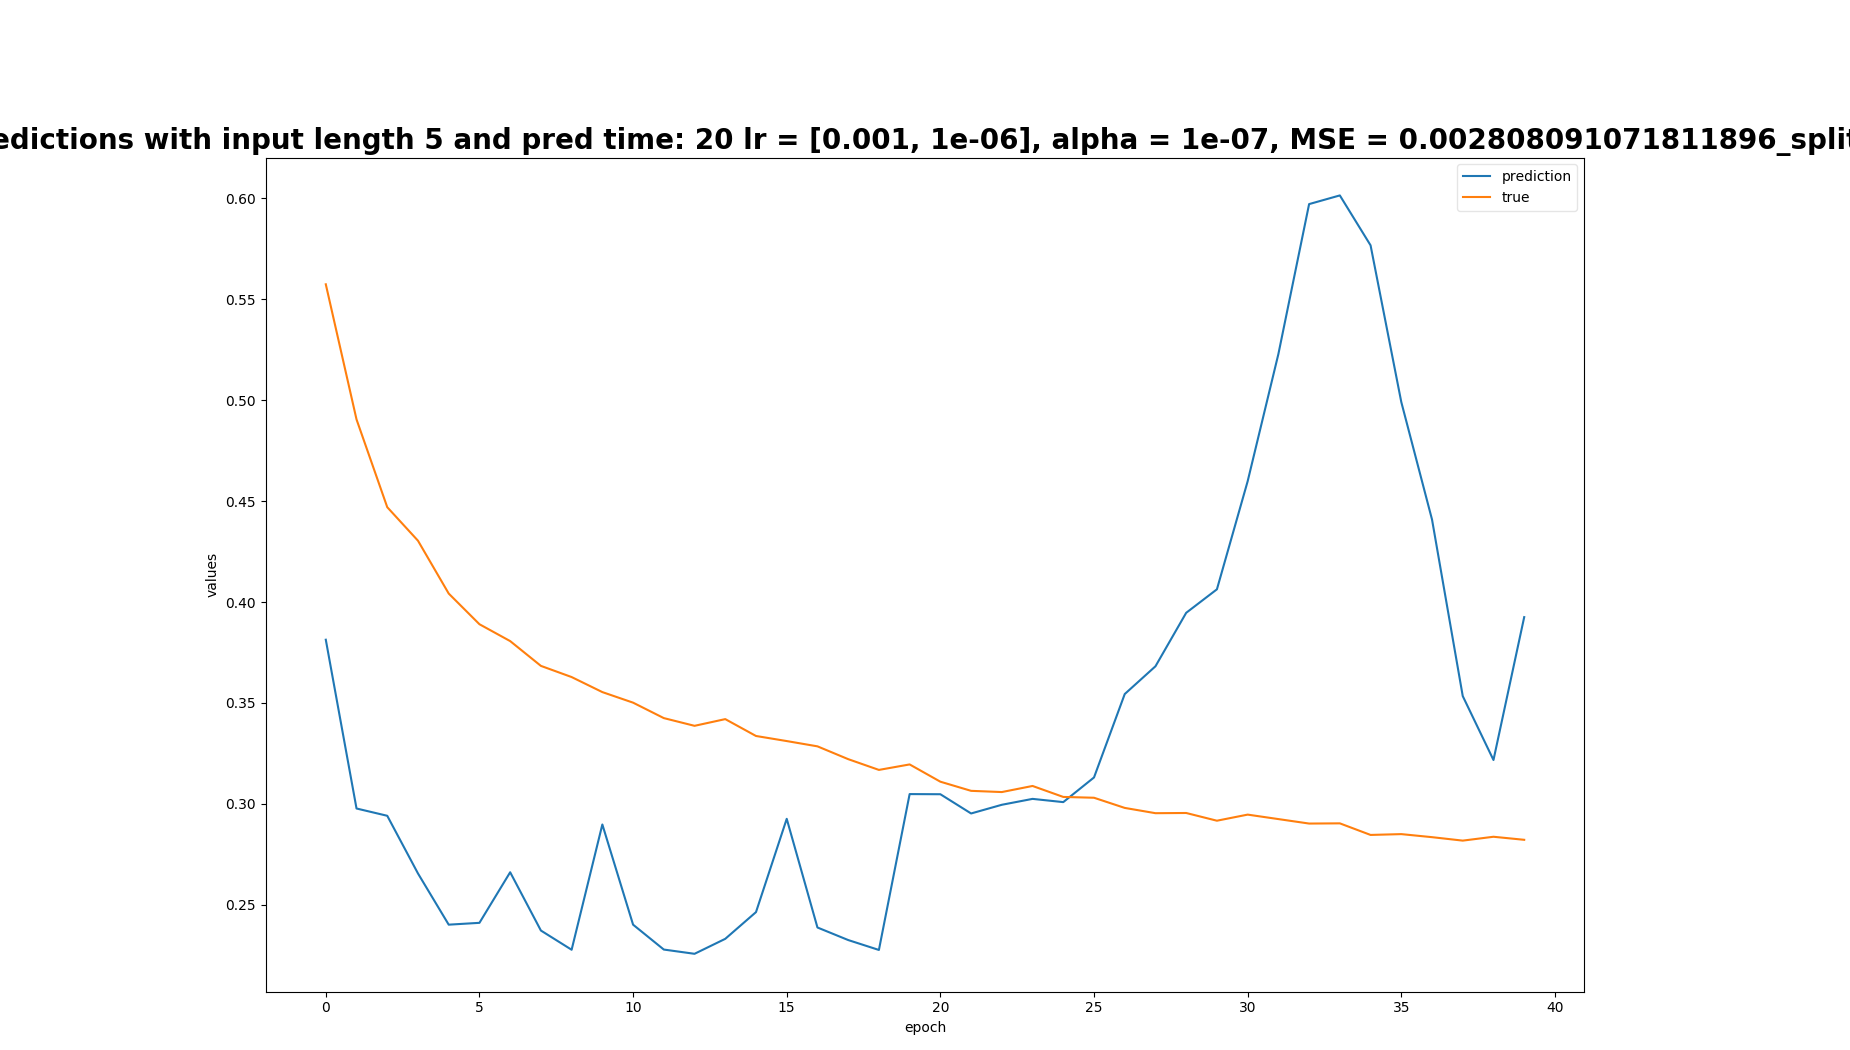 edictions with input length 5 and pred time: 20 lr = [0.001, 1e-06], alpha = 1e-07, MSE = 0.002808091071811896_split
prediction
true
0.60
0.55
0.50
0.45
0.40
0.35
0.30
0.25
values
0 5 10 15 20 25 30 35 40
epoch